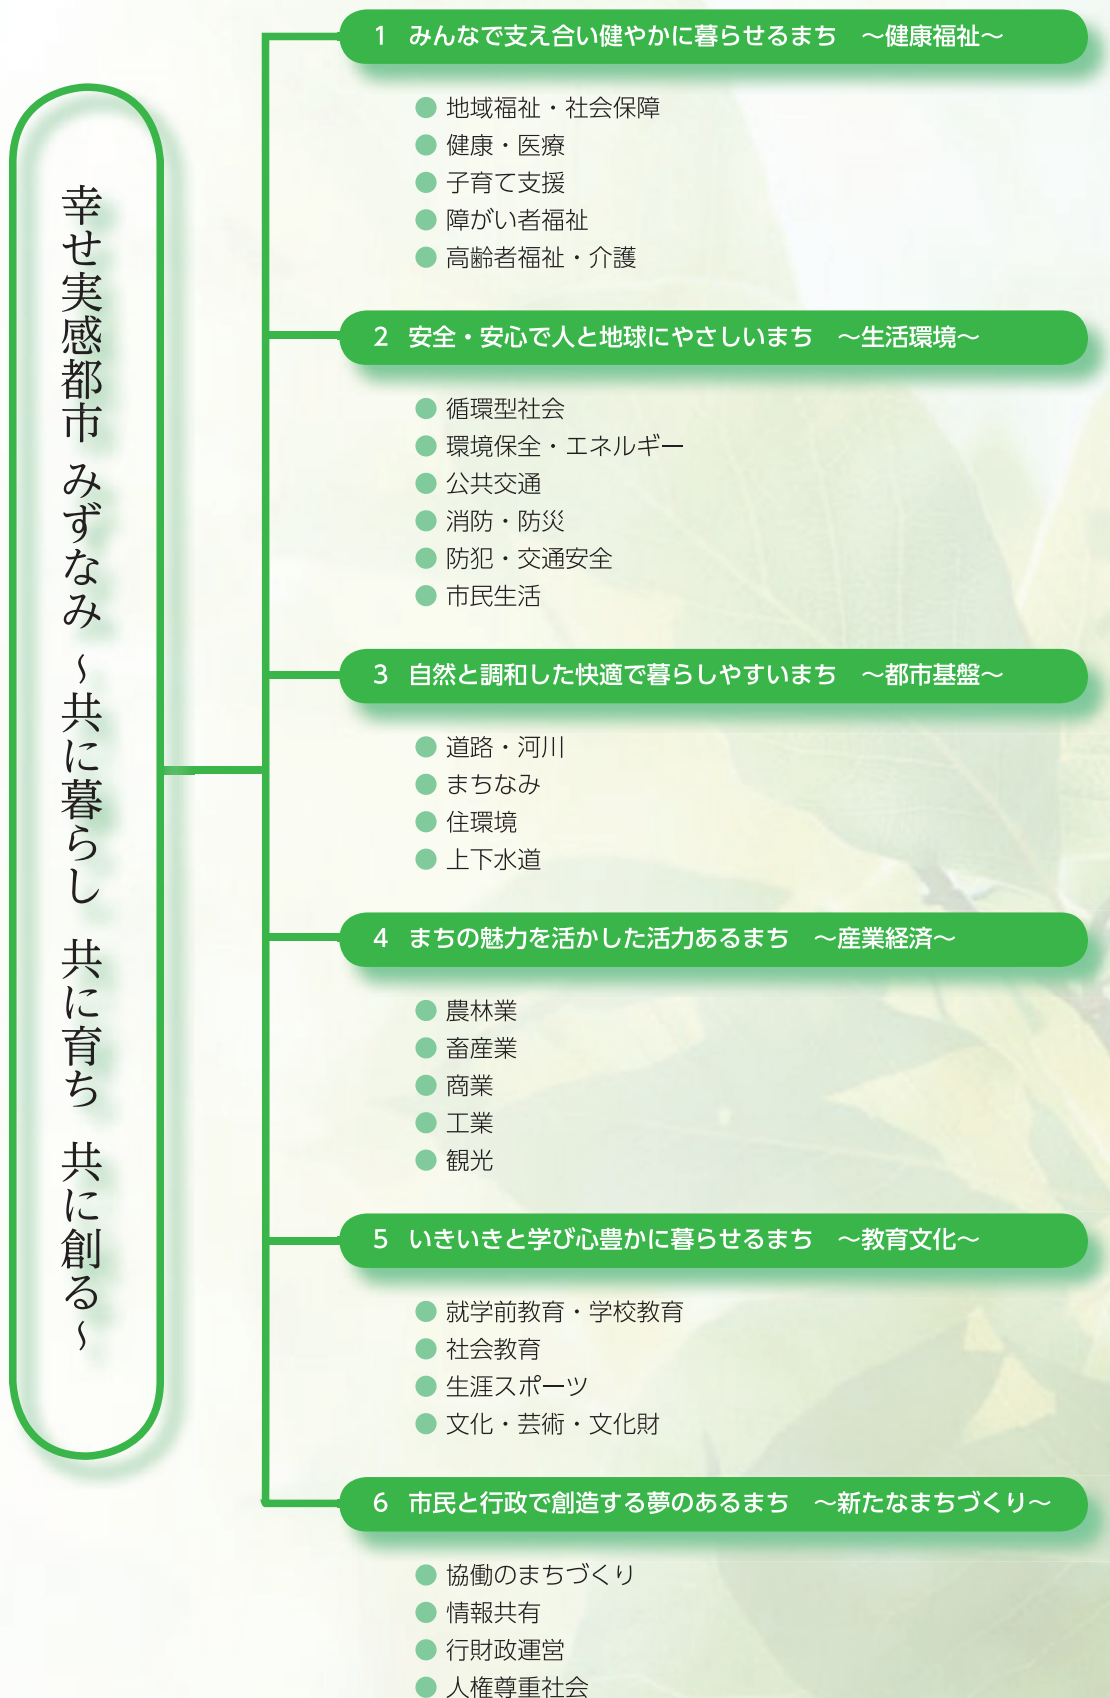 幸せ実感都市 みずなみ ～共に暮らし 共に育ち 共に創る～
1 みんなで支え合い健やかに暮らせるまち ～健康福祉～
● 地域福祉・社会保障
● 健康・医療
● 子育て支援
● 障がい者福祉
● 高齢者福祉・介護
2 安全・安心で人と地球にやさしいまち ～生活環境～
● 循環型社会
● 環境保全・エネルギー
● 公共交通
● 消防・防災
● 防犯・交通安全
● 市民生活
3 自然と調和した快適で暮らしやすいまち ～都市基盤～
● 道路・河川
● まちなみ
● 住環境
● 上下水道
4 まちの魅力を活かした活力あるまち ～産業経済～
● 農林業
● 畜産業
● 商業
● 工業
● 観光
5 いきいきと学び心豊かに暮らせるまち ～教育文化～
● 就学前教育・学校教育
● 社会教育
● 生涯スポーツ
● 文化・芸術・文化財
6 市民と行政で創造する夢のあるまち ～新たなまちづくり～
● 協働のまちづくり
● 情報共有
● 行財政運営
● 人権尊重社会